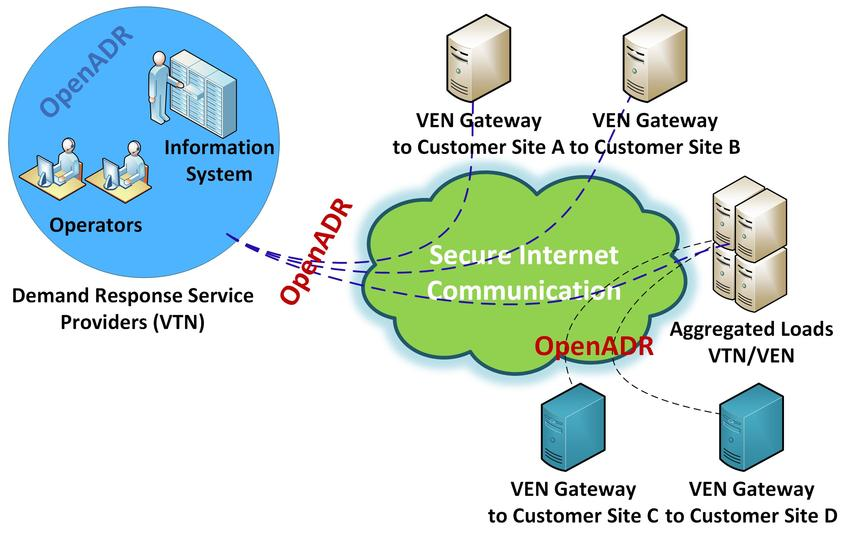 OpenADR
Information
System
Operators
Demand Response Service
Providers (VTN)
OpenADR
VEN Gateway
to Customer Site A
VEN Gateway
to Customer Site B
Secure Internet
Communication
OpenADR
Aggregated Loads
VTN/VEN
VEN Gateway
to Customer Site C
VEN Gateway
to Customer Site D